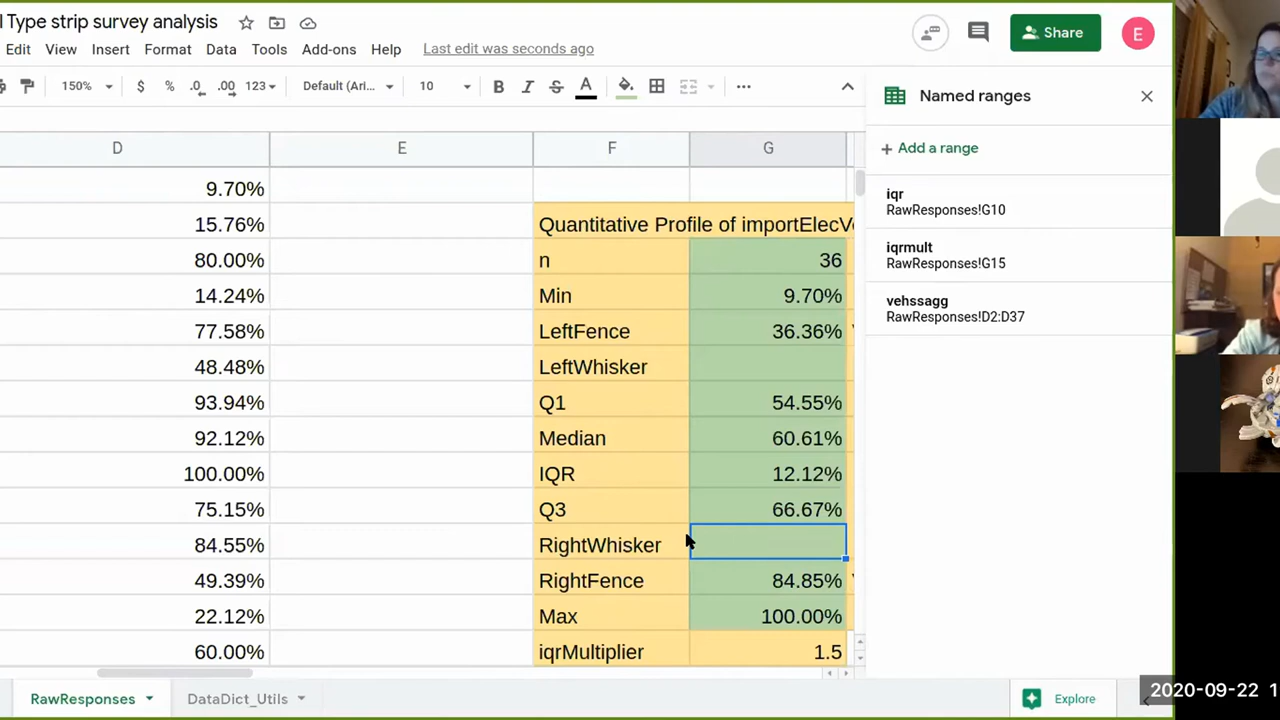 l Type strip survey analysis
Edit View Insert Format Data Tools Add-ons Help Last edit was seconds ago
Share
E
150% $ % .0 .00 123 Default (Ari... 10 B I S A
Named ranges
Add a range
iqr
RawResponses!G10
iqrmult
RawResponses!G15
vehssagg
RawResponses!D2:D37
D E F G
9.70%
15.76% Quantitative Profile of importElecV
80.00% n 36
14.24% Min 9.70%
77.58% LeftFence 36.36%
48.48% LeftWhisker
93.94% Q1 54.55%
92.12% Median 60.61%
100.00% IQR 12.12%
75.15% Q3 66.67%
84.55% RightWhisker
49.39% RightFence 84.85%
22.12% Max 100.00%
60.00% iqrMultiplier 1.5
RawResponses DataDict_Utils Explore
2020-09-22 1